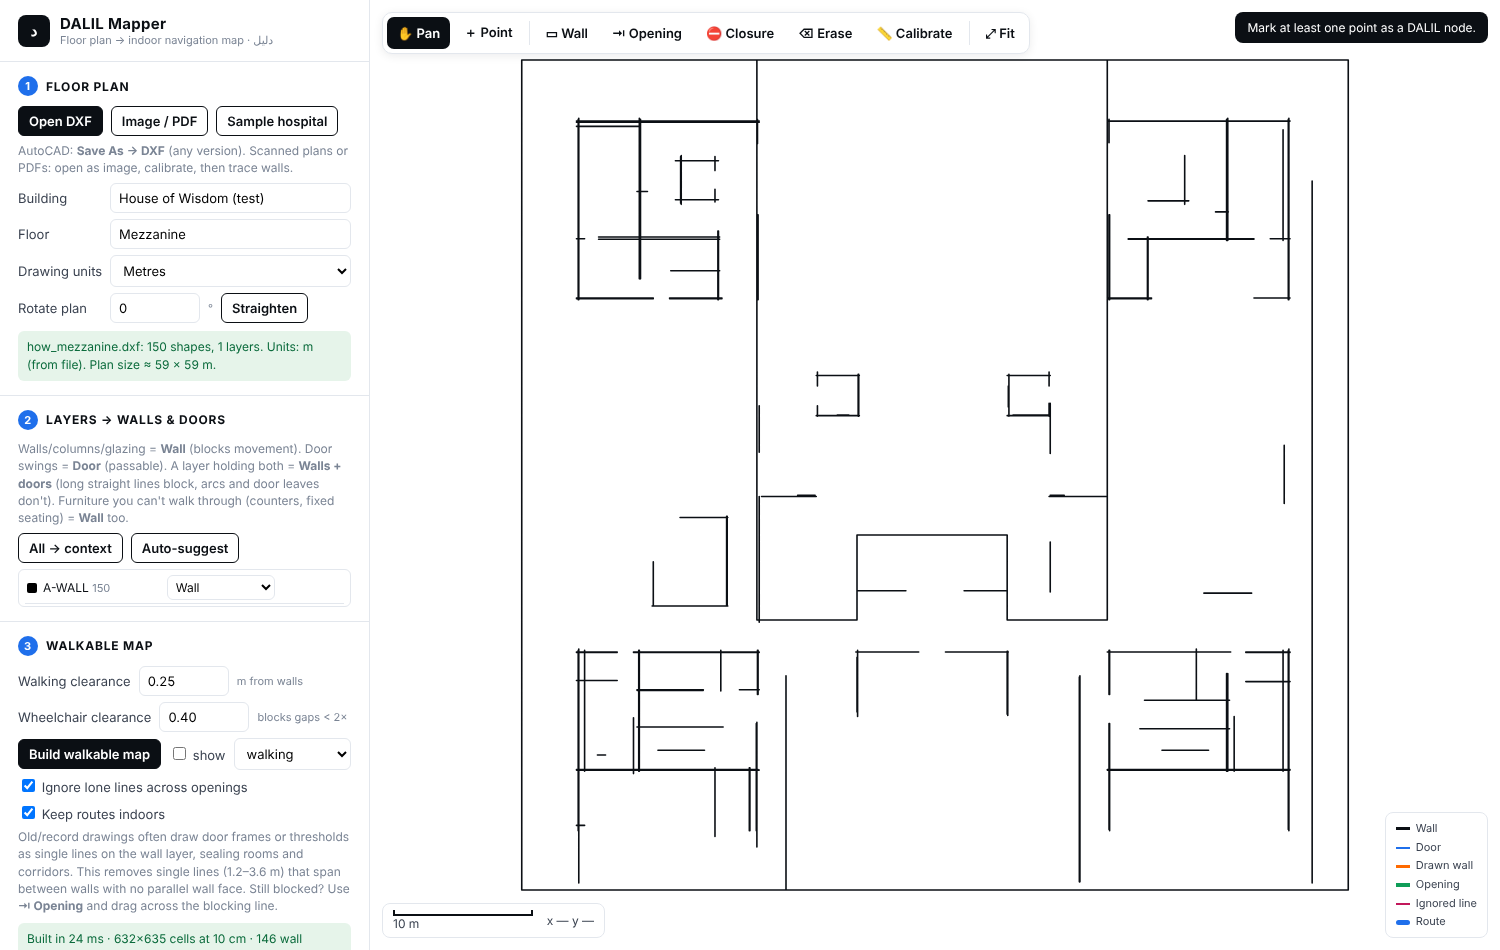 د
DALIL Mapper
Floor plan → indoor navigation map · دليل
1 FLOOR PLAN
Open DXF Image / PDF Sample hospital
AutoCAD: Save As → DXF (any version). Scanned plans or
PDFs: open as image, calibrate, then trace walls.
Building House of Wisdom (test)
Floor Mezzanine
Drawing units Metres
Rotate plan 0 ° Straighten
how_mezzanine.dxf: 150 shapes, 1 layers. Units: m
(from file). Plan size ≈ 59 × 59 m.
2 LAYERS → WALLS & DOORS
Walls/columns/glazing = Wall (blocks movement). Door
swings = Door (passable). A layer holding both = Walls +
doors (long straight lines block, arcs and door leaves
don't). Furniture you can't walk through (counters, fixed
seating) = Wall too.
All → context Auto-suggest
A-WALL 150 Wall
3 WALKABLE MAP
Walking clearance 0.25 m from walls
Wheelchair clearance 0.40 blocks gaps < 2×
Build walkable map show walking
Ignore lone lines across openings
Keep routes indoors
Old/record drawings often draw door frames or thresholds
as single lines on the wall layer, sealing rooms and
corridors. This removes single lines (1.2–3.6 m) that span
between walls with no parallel wall face. Still blocked? Use
Opening and drag across the blocking line.
Built in 24 ms · 632×635 cells at 10 cm · 146 wall
Pan + Point Wall Opening Closure Erase Calibrate Fit
Mark at least one point as a DALIL node.
10 m x — y —
Wall
Door
Drawn wall
Opening
Ignored line
Route